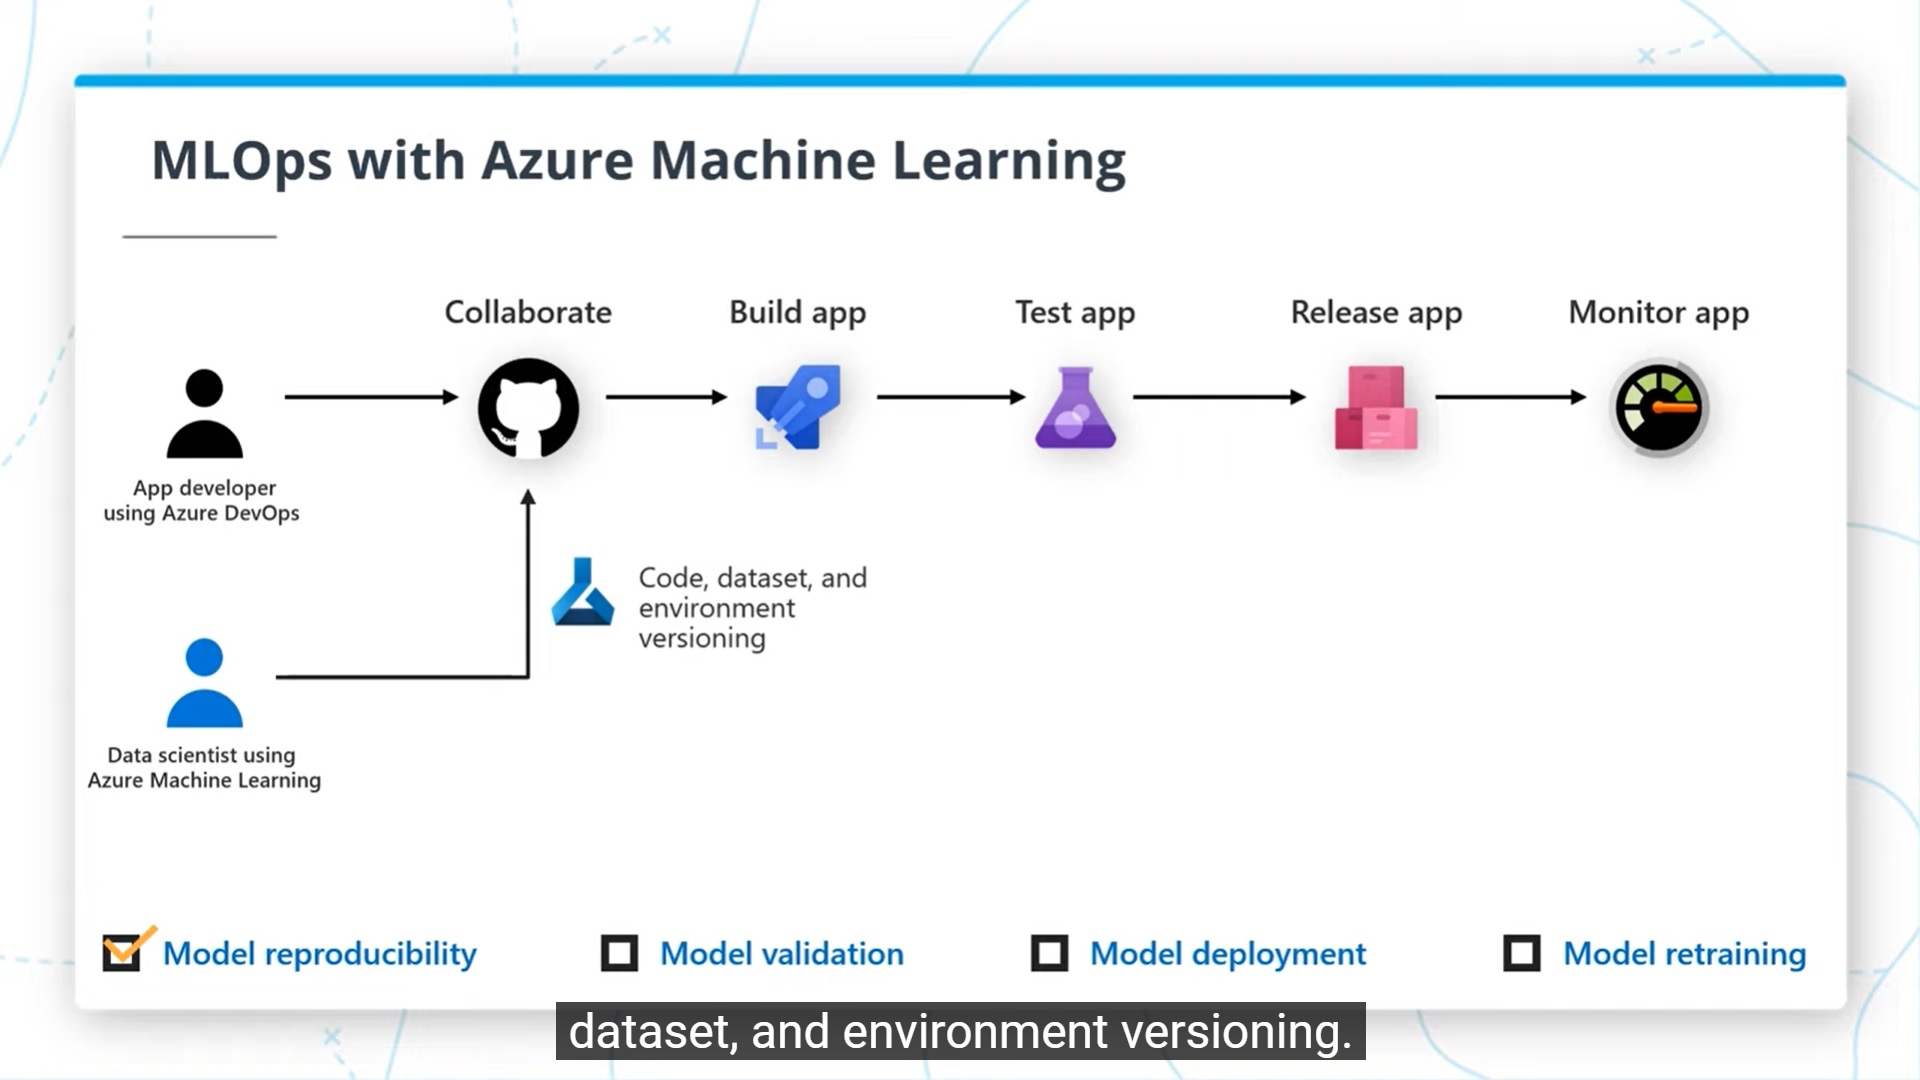 MLOps with Azure Machine Learning
Collaborate
Build app
Test app
Release app
Monitor app
App developer
using Azure DevOps
Code, dataset, and
environment
versioning
Data scientist using
Azure Machine Learning
Model reproducibility
Model validation
Model deployment
Model retraining
dataset, and environment versioning.